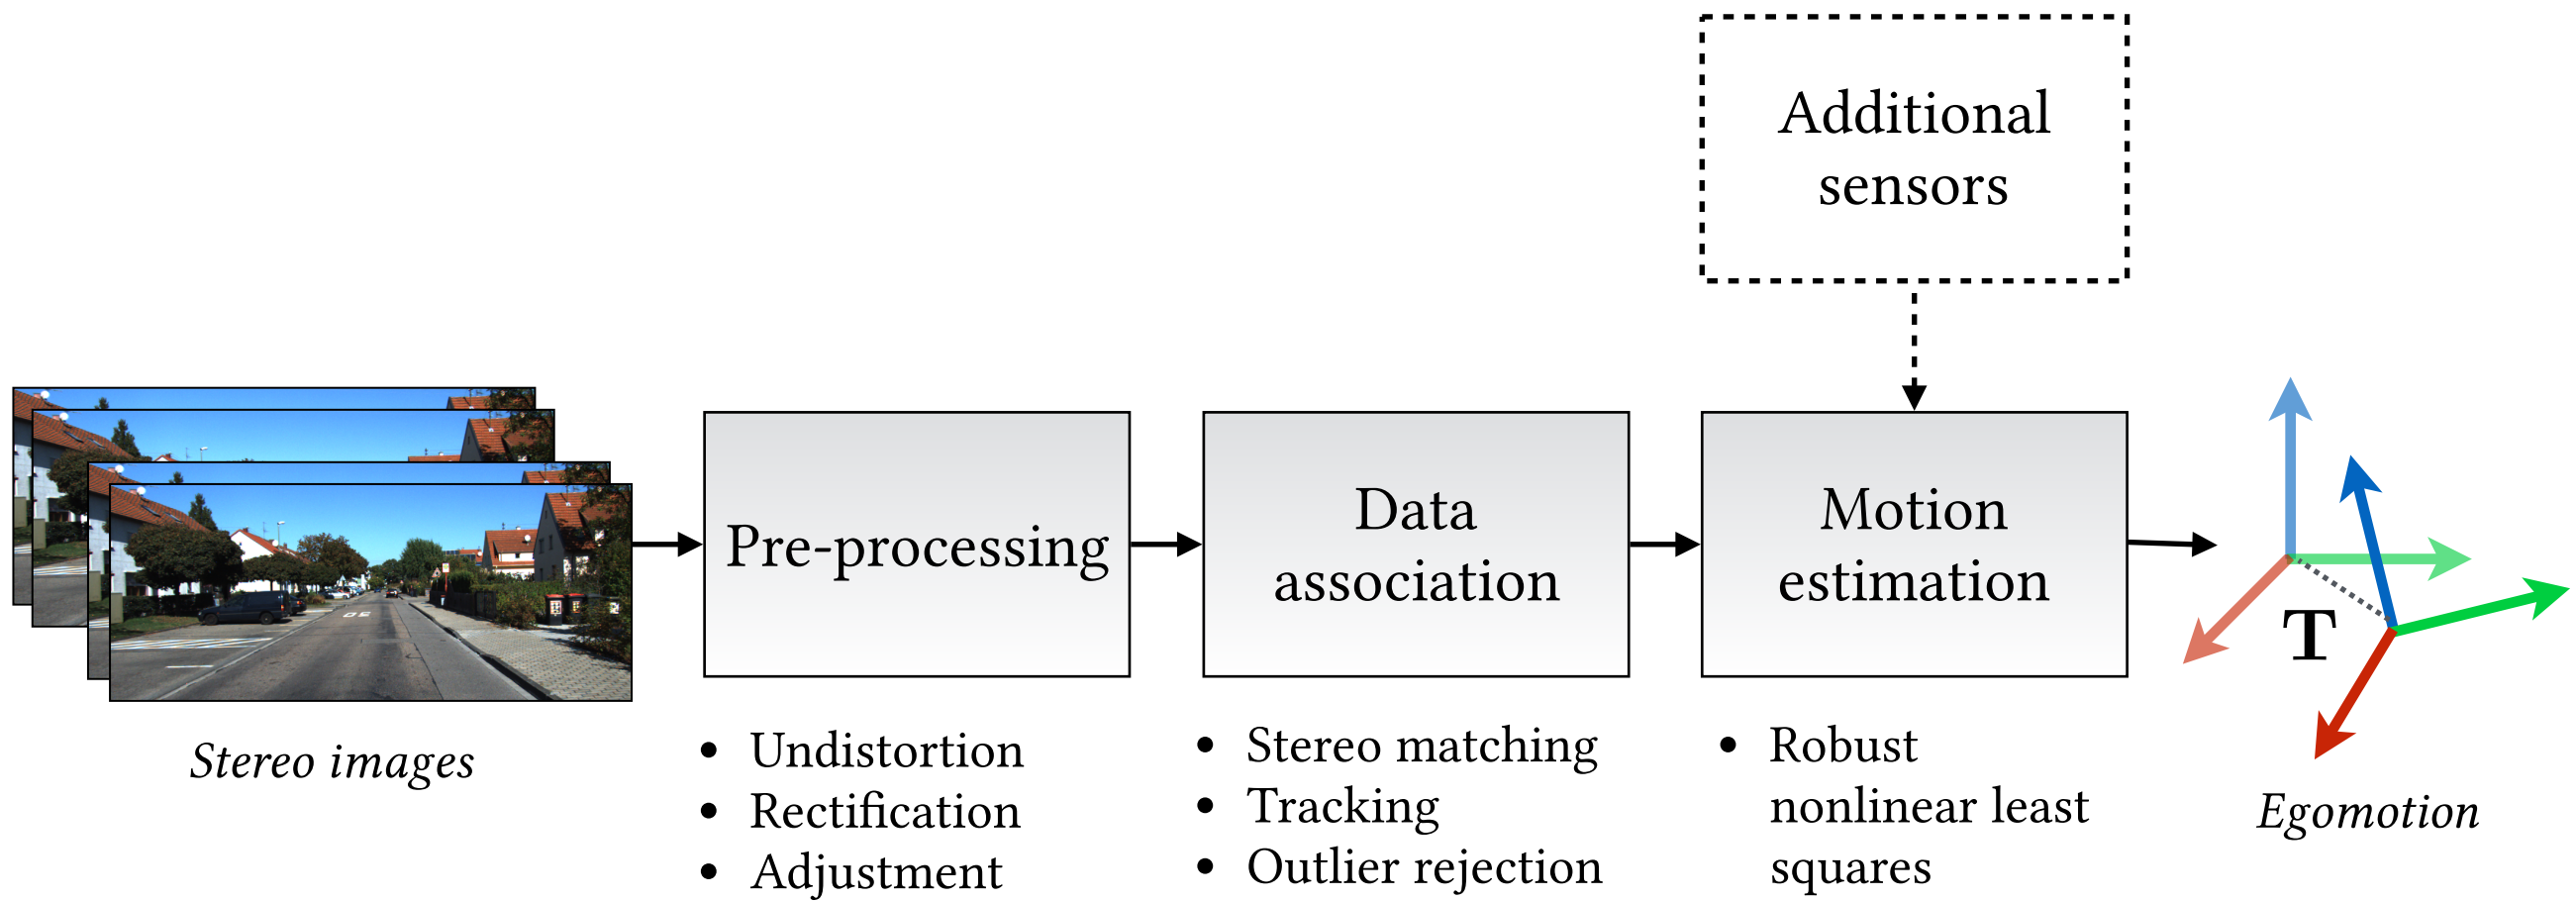 Additional
sensors
Pre-processing
Data
association
Motion
estimation
T
Stereo images
• Undistortion
• Rectification
• Adjustment
• Stereo matching
• Tracking
• Outlier rejection
• Robust
nonlinear least
squares
Egomotion